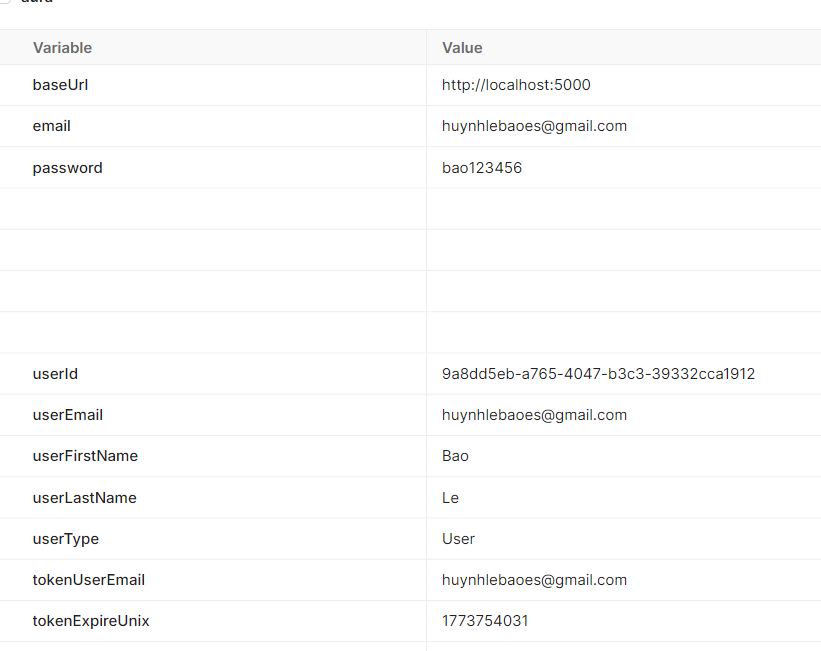 aura
Variable Value
baseUrl http://localhost:5000
email huynhlebaoes@gmail.com
password bao123456
userId 9a8dd5eb-a765-4047-b3c3-39332cca1912
userEmail huynhlebaoes@gmail.com
userFirstName Bao
userLastName Le
userType User
tokenUserEmail huynhlebaoes@gmail.com
tokenExpireUnix 1773754031